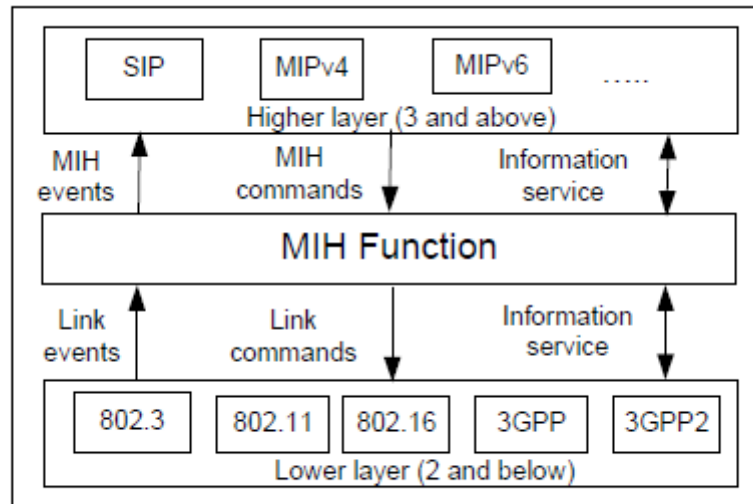 SIP MIPv4 MIPv6 .....
Higher layer (3 and above)
MIH events
MIH commands
Information service
MIH Function
Link events
Link commands
Information service
802.3 802.11 802.16 3GPP 3GPP2
Lower layer (2 and below)